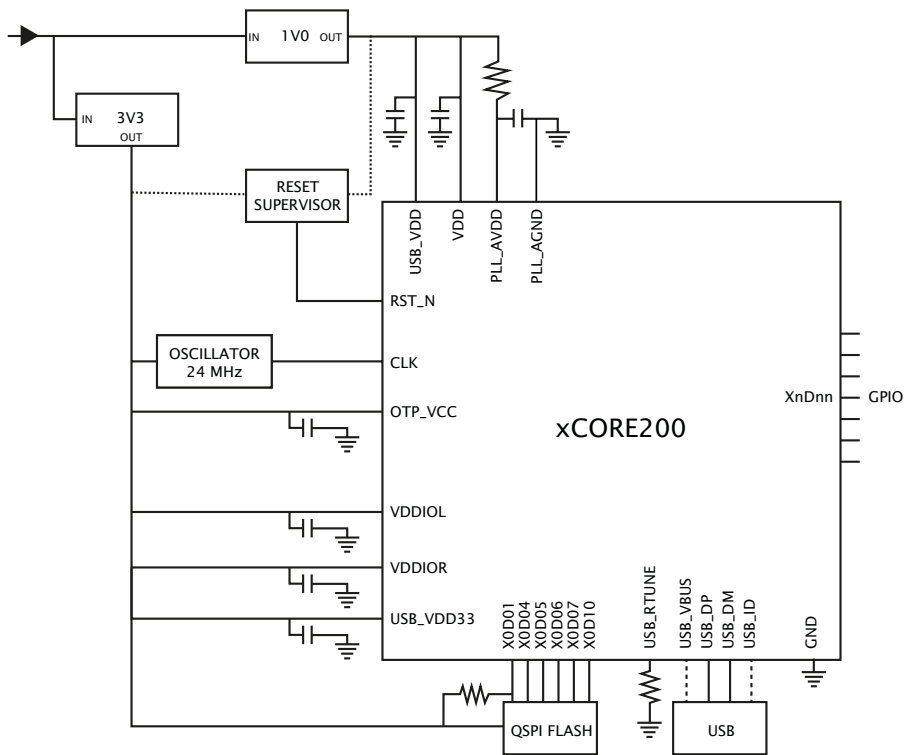 IN 1V0 OUT
IN 3V3
OUT
RESET
SUPERVISOR
USB_VDD
VDD
PLL_AVDD
PLL_AGND
RST_N
OSCILLATOR
24 MHz
CLK
OTP_VCC
XnDnn
GPIO
xCORE200
VDDIOL
VDDIOR
USB_VDD33
X0D01
X0D04
X0D05
X0D06
X0D07
X0D10
USB_RTUNE
USB_VBUS
USB_DP
USB_DM
USB_ID
GND
QSPI FLASH
USB